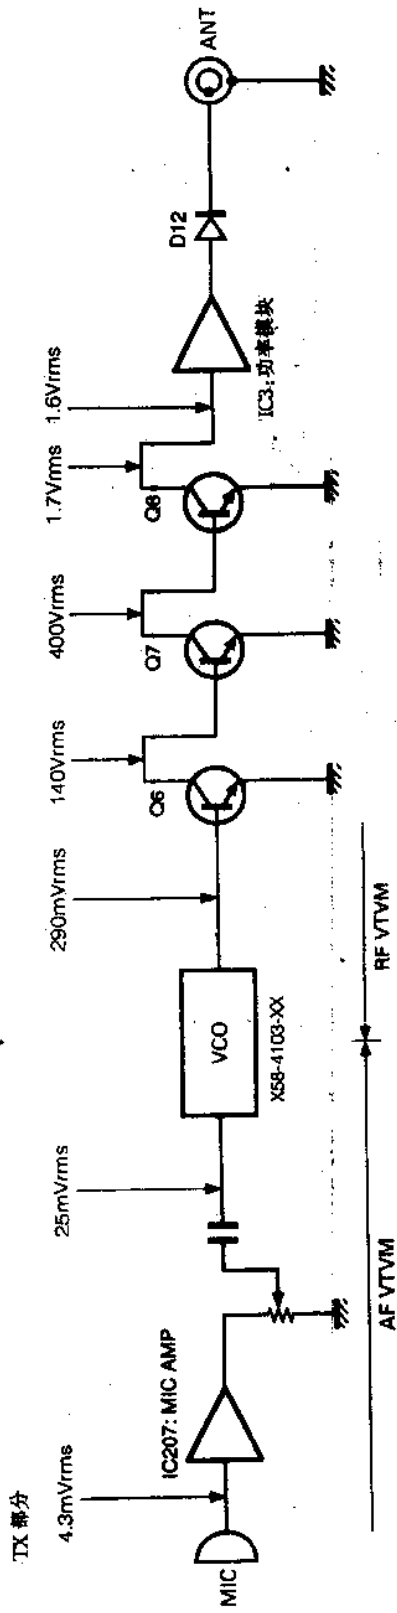 TX 部分
4.3mVrms
25mVrms
290mVrms
140Vrms
400Vrms
1.7Vrms
1.6Vrms
MIC
IC207: MIC AMP
VCO
X58-4103-XX
Q6
Q7
Q8
IC3: 功率模块
D12
ANT
AF VTVM
RF VTVM